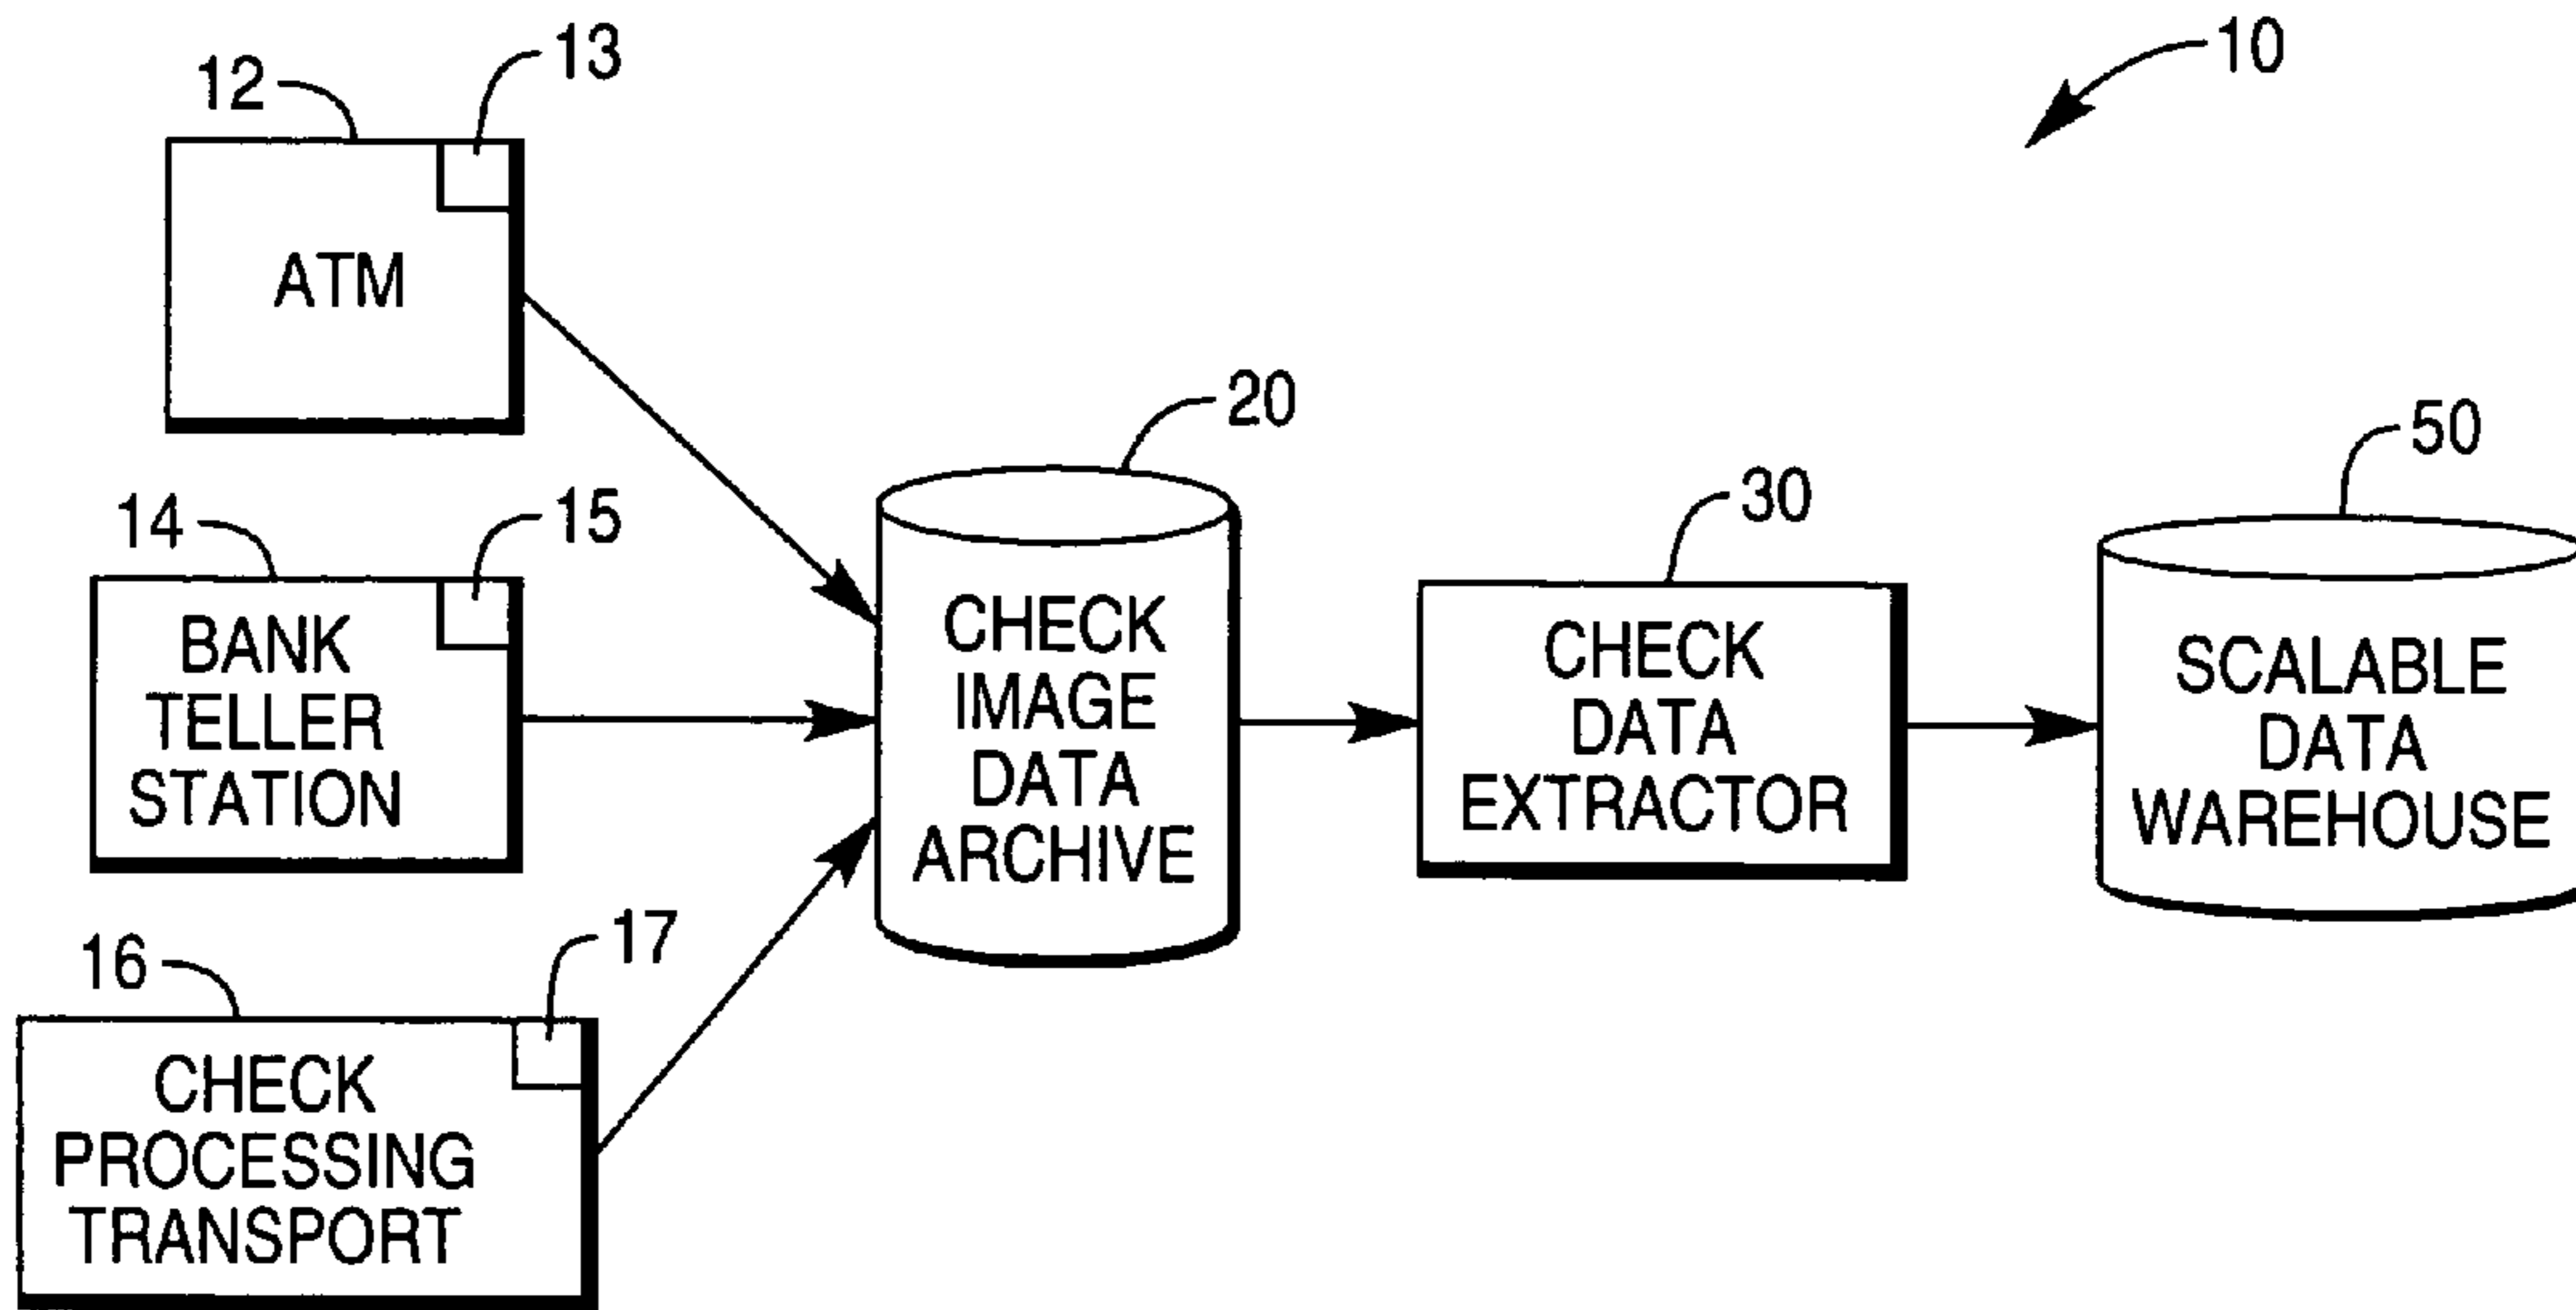 10
12
13
ATM
14
15
BANK
TELLER
STATION
16
17
CHECK
PROCESSING
TRANSPORT
20
CHECK
IMAGE
DATA
ARCHIVE
30
CHECK
DATA
EXTRACTOR
50
SCALABLE
DATA
WAREHOUSE